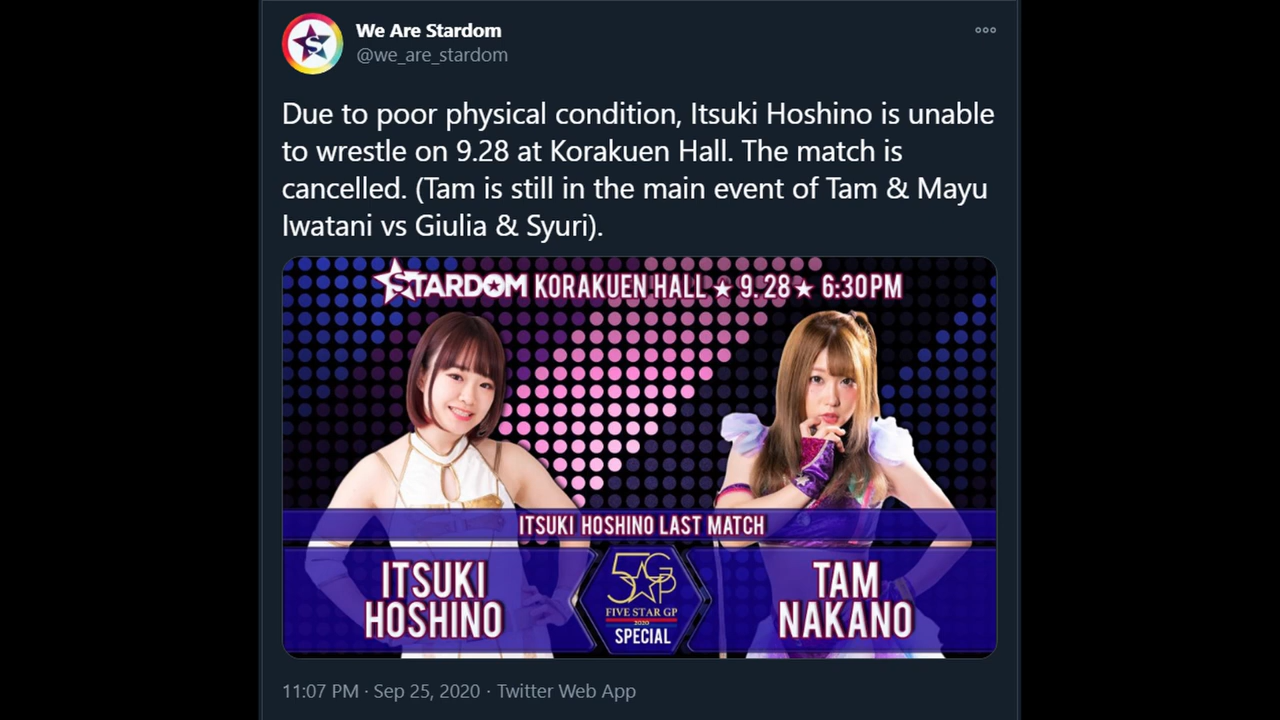 We Are Stardom
@we_are_stardom
Due to poor physical condition, Itsuki Hoshino is unable
to wrestle on 9.28 at Korakuen Hall. The match is
cancelled. (Tam is still in the main event of Tam & Mayu
Iwatani vs Giulia & Syuri).
STARDOM KORAKUEN HALL ★ 9.28 ★ 6:30PM
ITSUKI HOSHINO LAST MATCH
ITSUKI
HOSHINO
5★GP
FIVE STAR GP
2020
SPECIAL
TAM
NAKANO
11:07 PM · Sep 25, 2020 · Twitter Web App